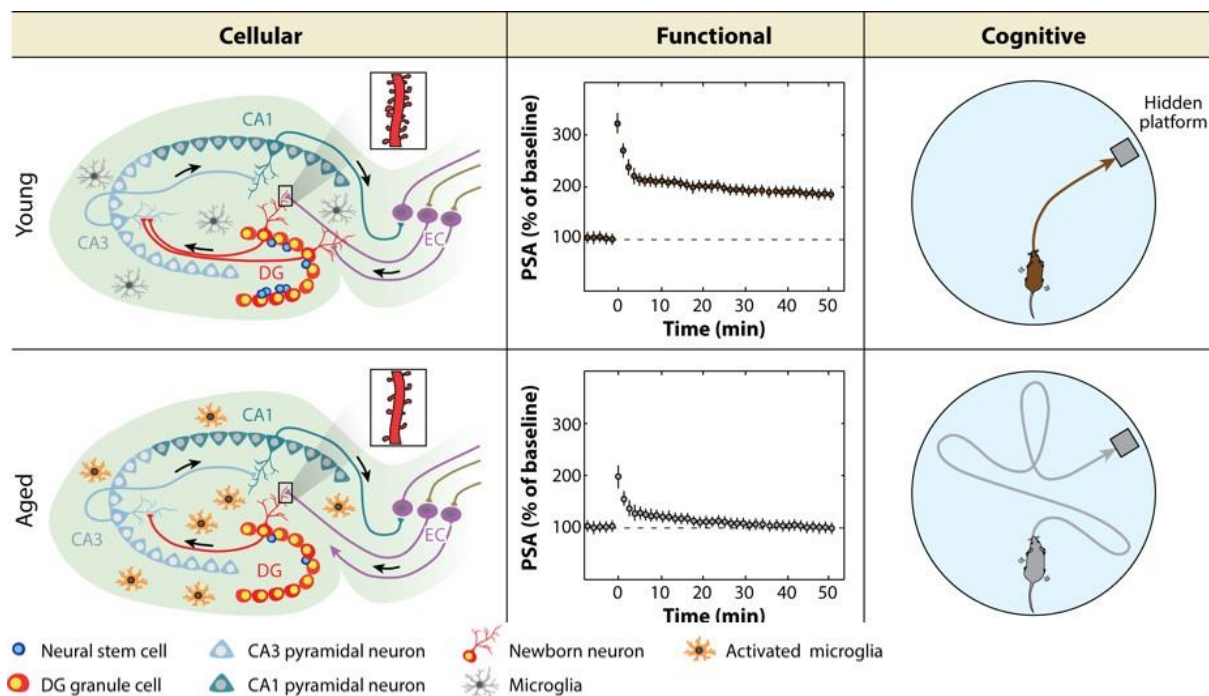 Cellular
Functional
Cognitive
Young
CA1
CA3
DG
EC
PSA (% of baseline)
300
200
100
0 10 20 30 40 50
Time (min)
Hidden
platform
Aged
CA1
CA3
DG
EC
PSA (% of baseline)
300
200
100
0 10 20 30 40 50
Time (min)
Neural stem cell
CA3 pyramidal neuron
Newborn neuron
Activated microglia
DG granule cell
CA1 pyramidal neuron
Microglia